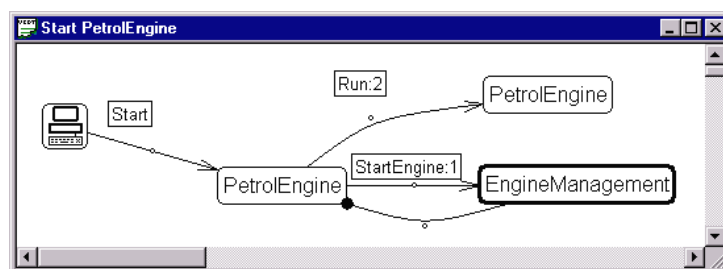 Start PetrolEngine
Run:2
PetrolEngine
Start
StartEngine:1
PetrolEngine
EngineManagement